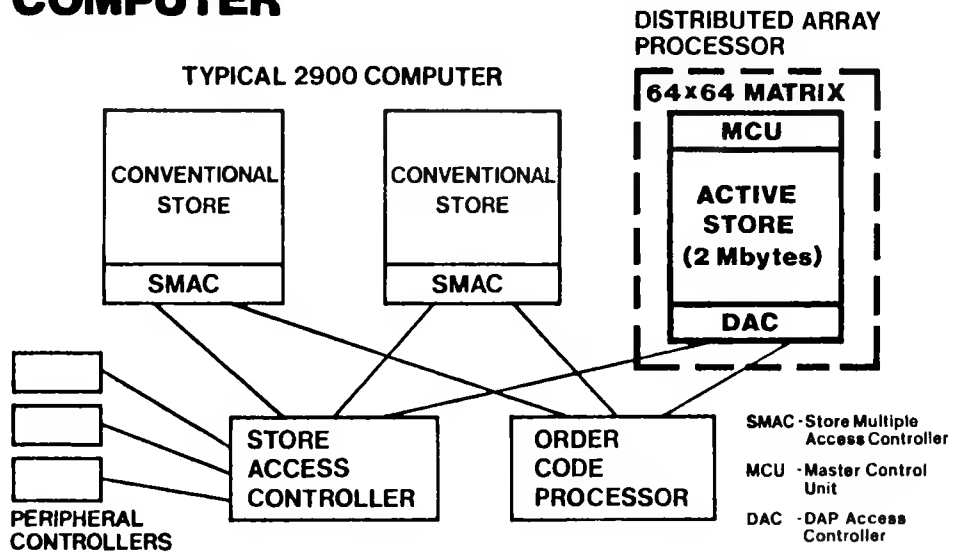 COMPUTER
DISTRIBUTED ARRAY
PROCESSOR
TYPICAL 2900 COMPUTER
64×64 MATRIX
MCU
CONVENTIONAL
STORE
CONVENTIONAL
STORE
ACTIVE
STORE
(2 Mbytes)
SMAC
SMAC
DAC
STORE
ACCESS
CONTROLLER
ORDER
CODE
PROCESSOR
PERIPHERAL
CONTROLLERS
SMAC - Store Multiple
Access Controller
MCU - Master Control
Unit
DAC - DAP Access
Controller